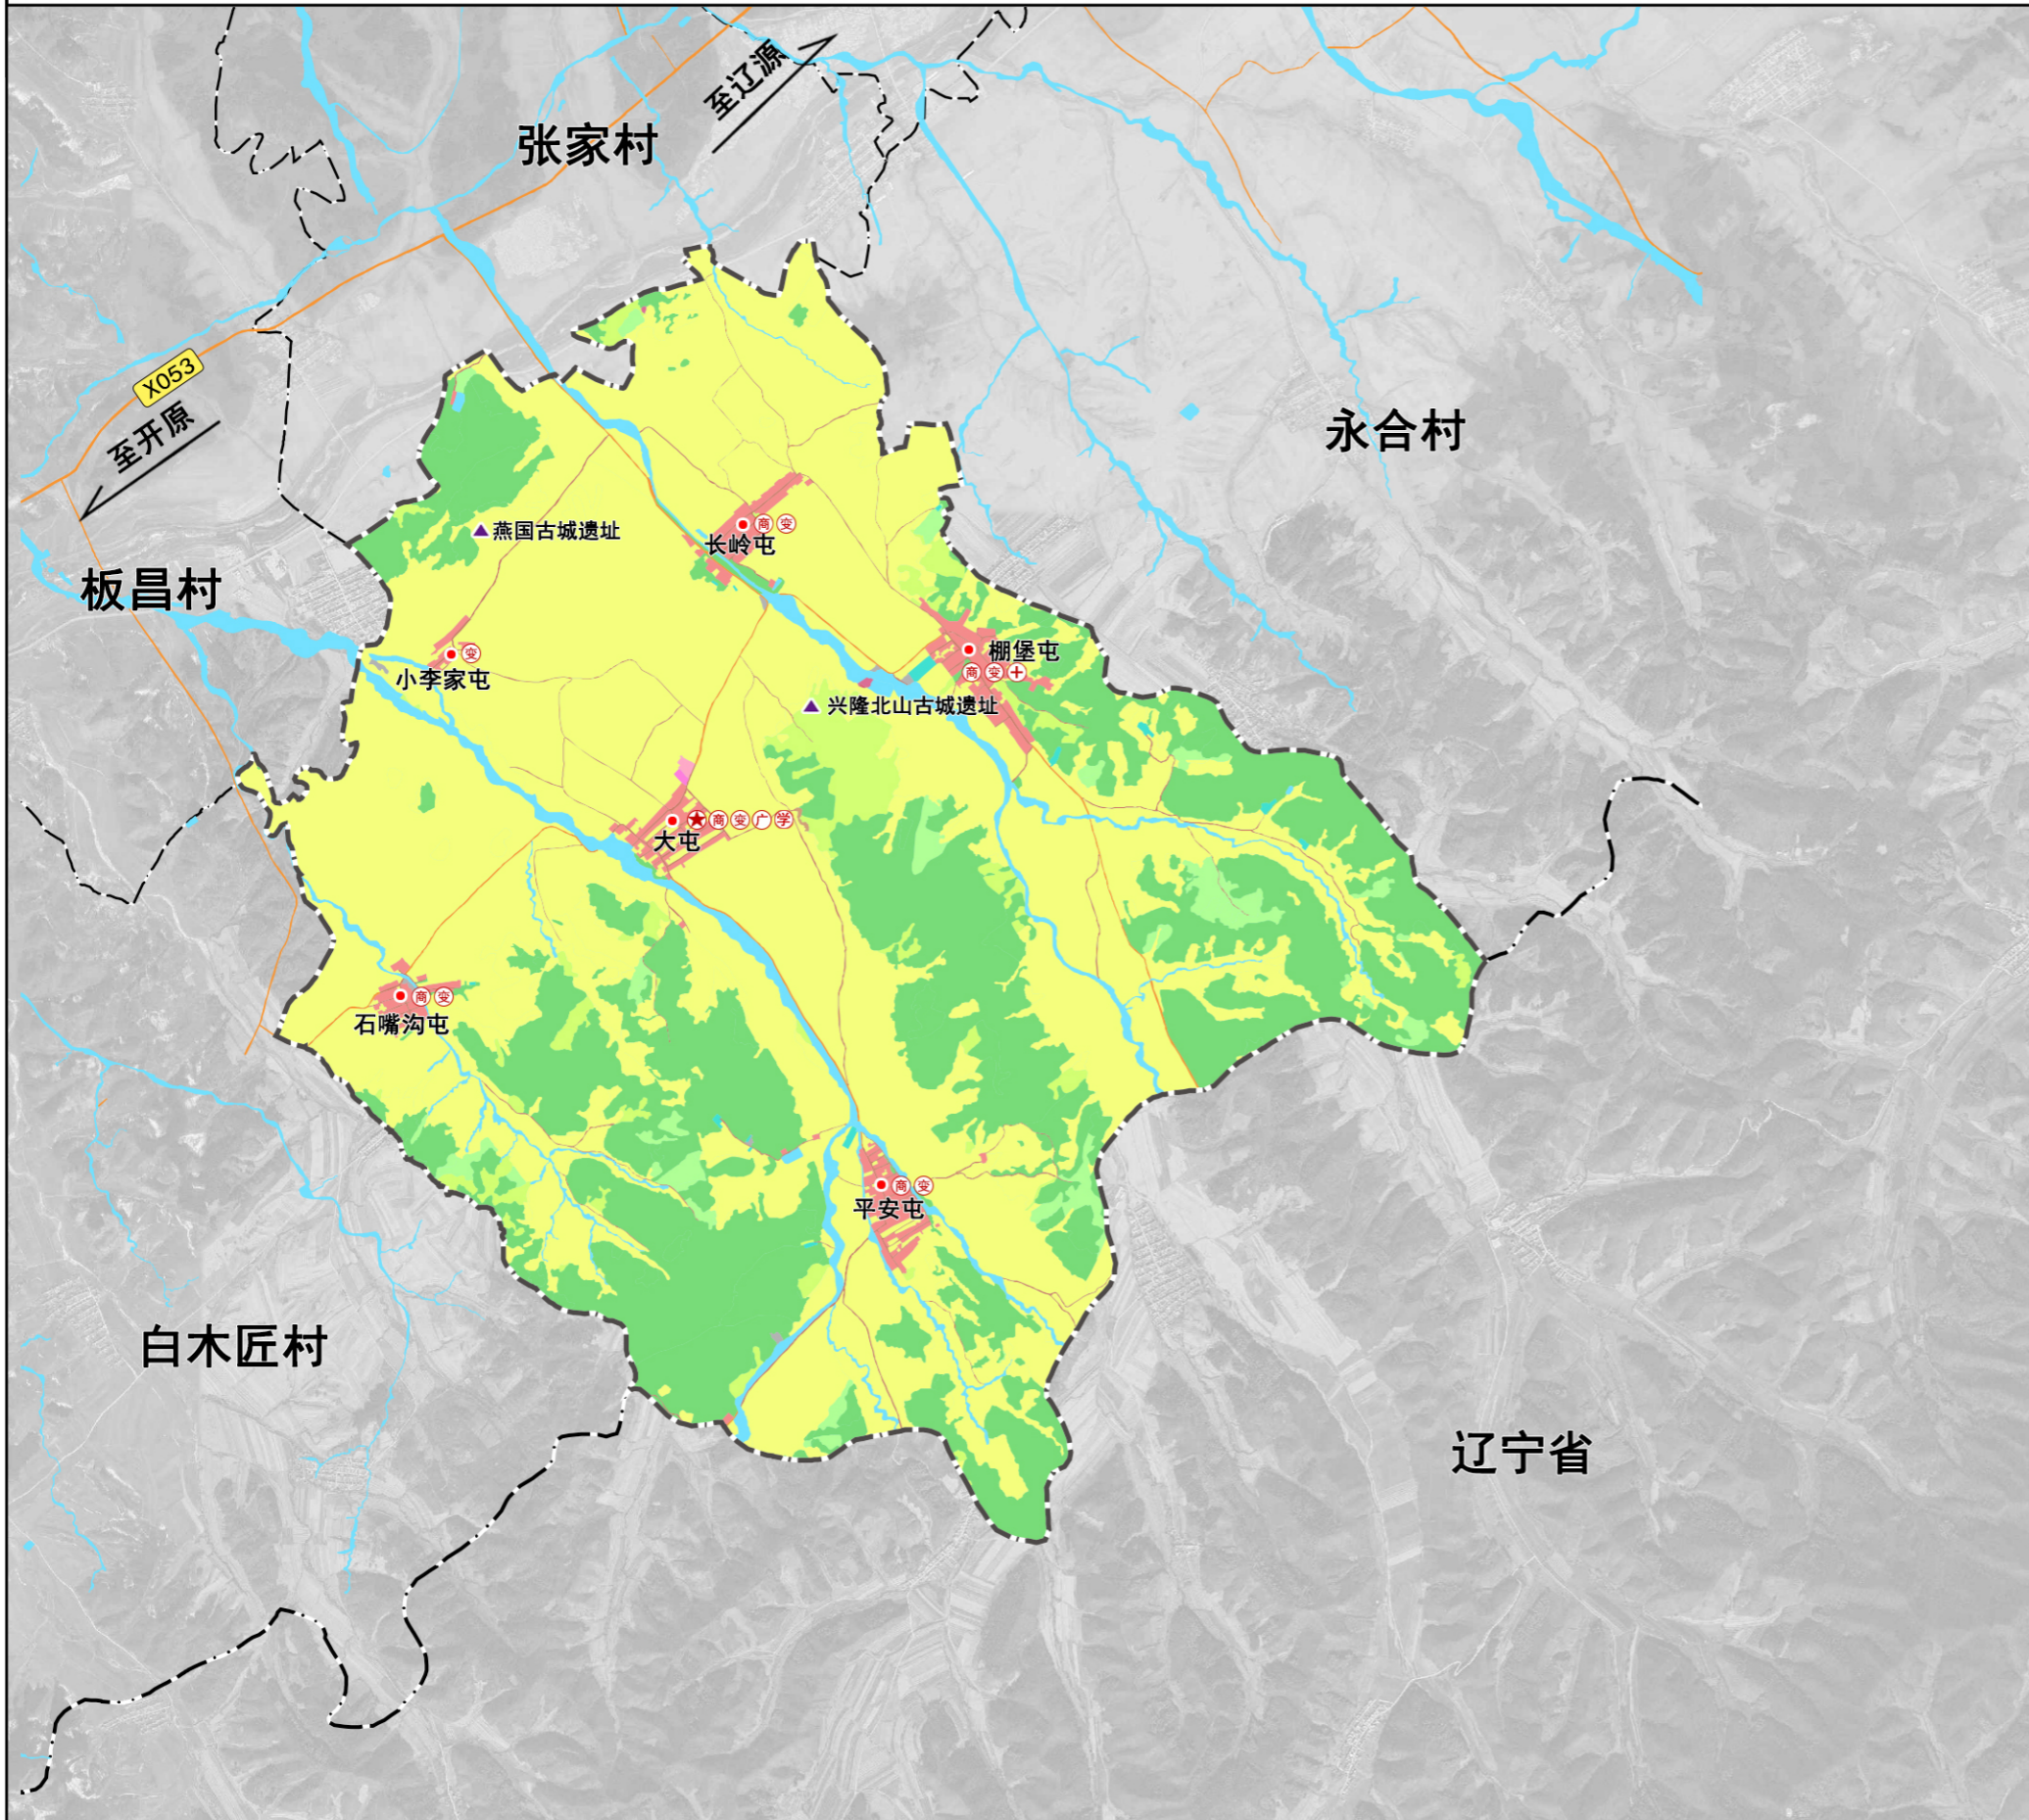 至辽源
张家村
X053
至开原
永合村
燕国古城遗址
商 变
长岭屯
板昌村
变
小李家屯
棚堡屯
商 变
兴隆北山古城遗址
商 变 广 学
大屯
商 变
石嘴沟屯
商 变
平安屯
白木匠村
辽宁省